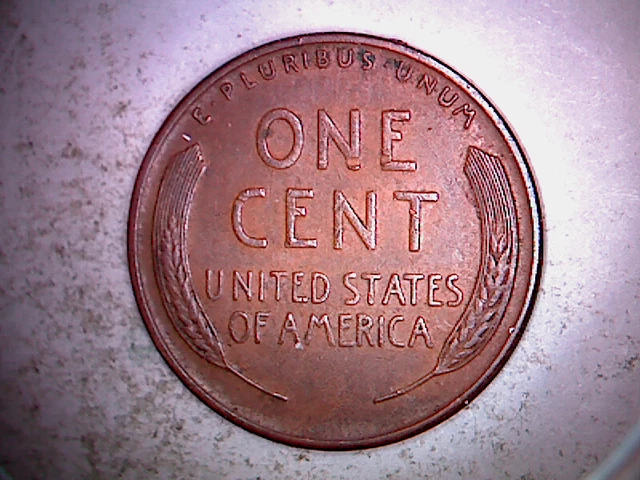 E·PLURIBUS·UNUM
ONE
CENT
UNITED STATES
OF AMERICA